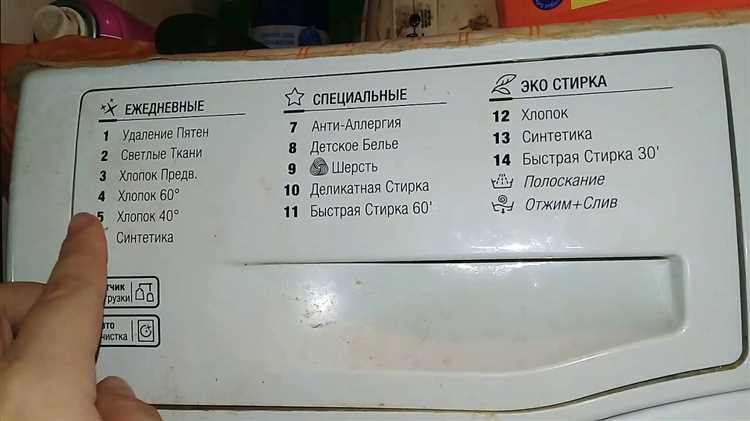 ЕЖЕДНЕВНЫЕ
1 Удаление Пятен
2 Светлые Ткани
3 Хлопок Предв.
4 Хлопок 60°
5 Хлопок 40°
Синтетика
СПЕЦИАЛЬНЫЕ
7 Анти-Аллергия
8 Детское Белье
9 Шерсть
10 Деликатная Стирка
11 Быстрая Стирка 60'
ЭКО СТИРКА
12 Хлопок
13 Синтетика
14 Быстрая Стирка 30'
Полоскание
Отжим+Слив